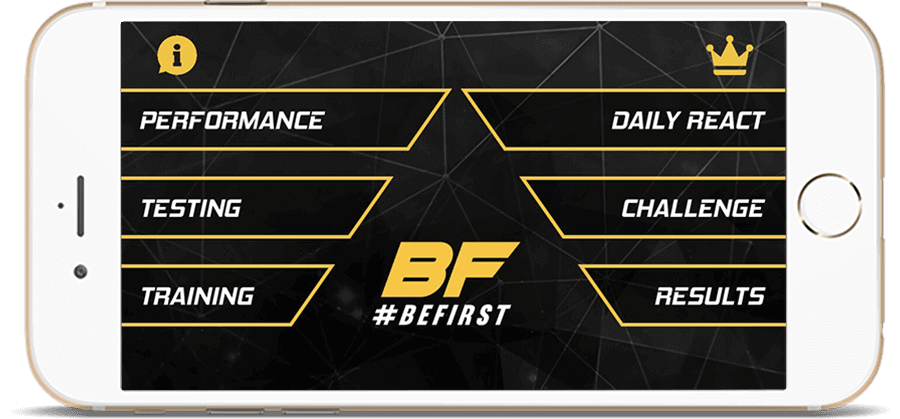 PERFORMANCE
DAILY REACT
TESTING
CHALLENGE
TRAINING
RESULTS
BF
#BEFIRST